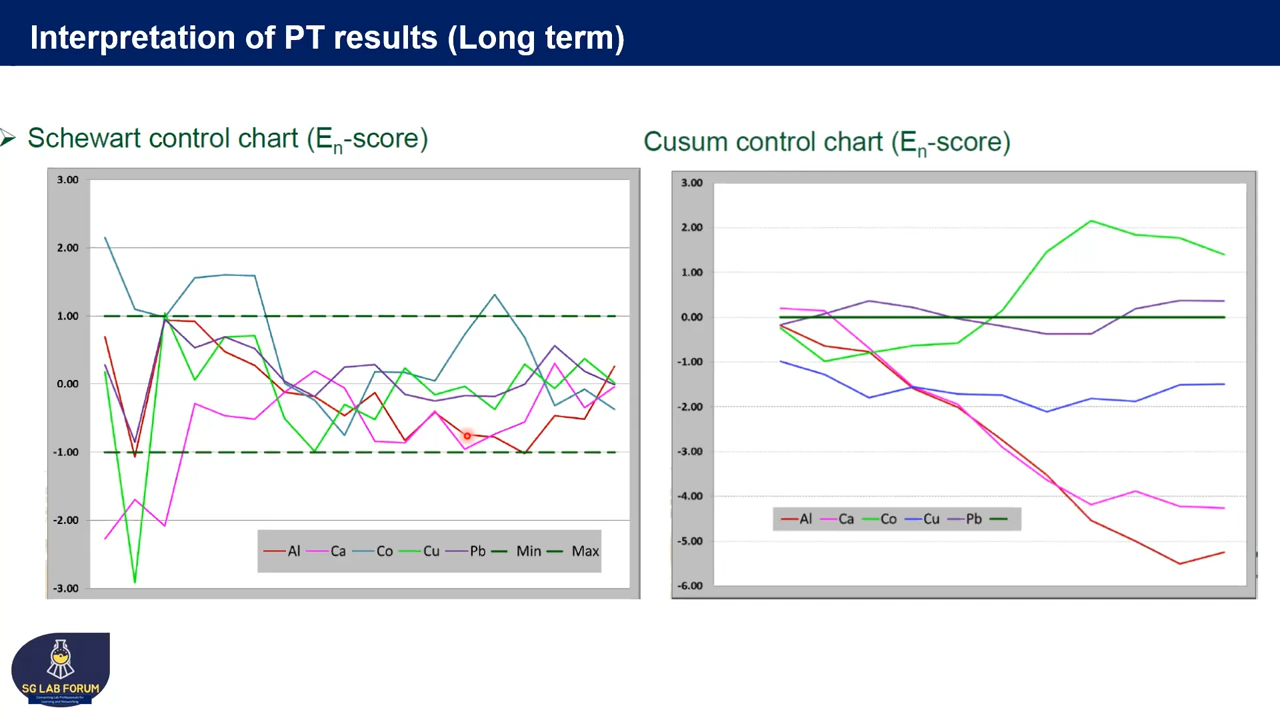 Interpretation of PT results (Long term)
➢ Schewart control chart (En-score)
3.00
2.00
1.00
0.00
-1.00
-2.00
-3.00
Al Ca Co Cu Pb Min Max
Cusum control chart (En-score)
3.00
2.00
1.00
0.00
-1.00
-2.00
-3.00
-4.00
-5.00
-6.00
Al Ca Co Cu Pb
SG LAB FORUM